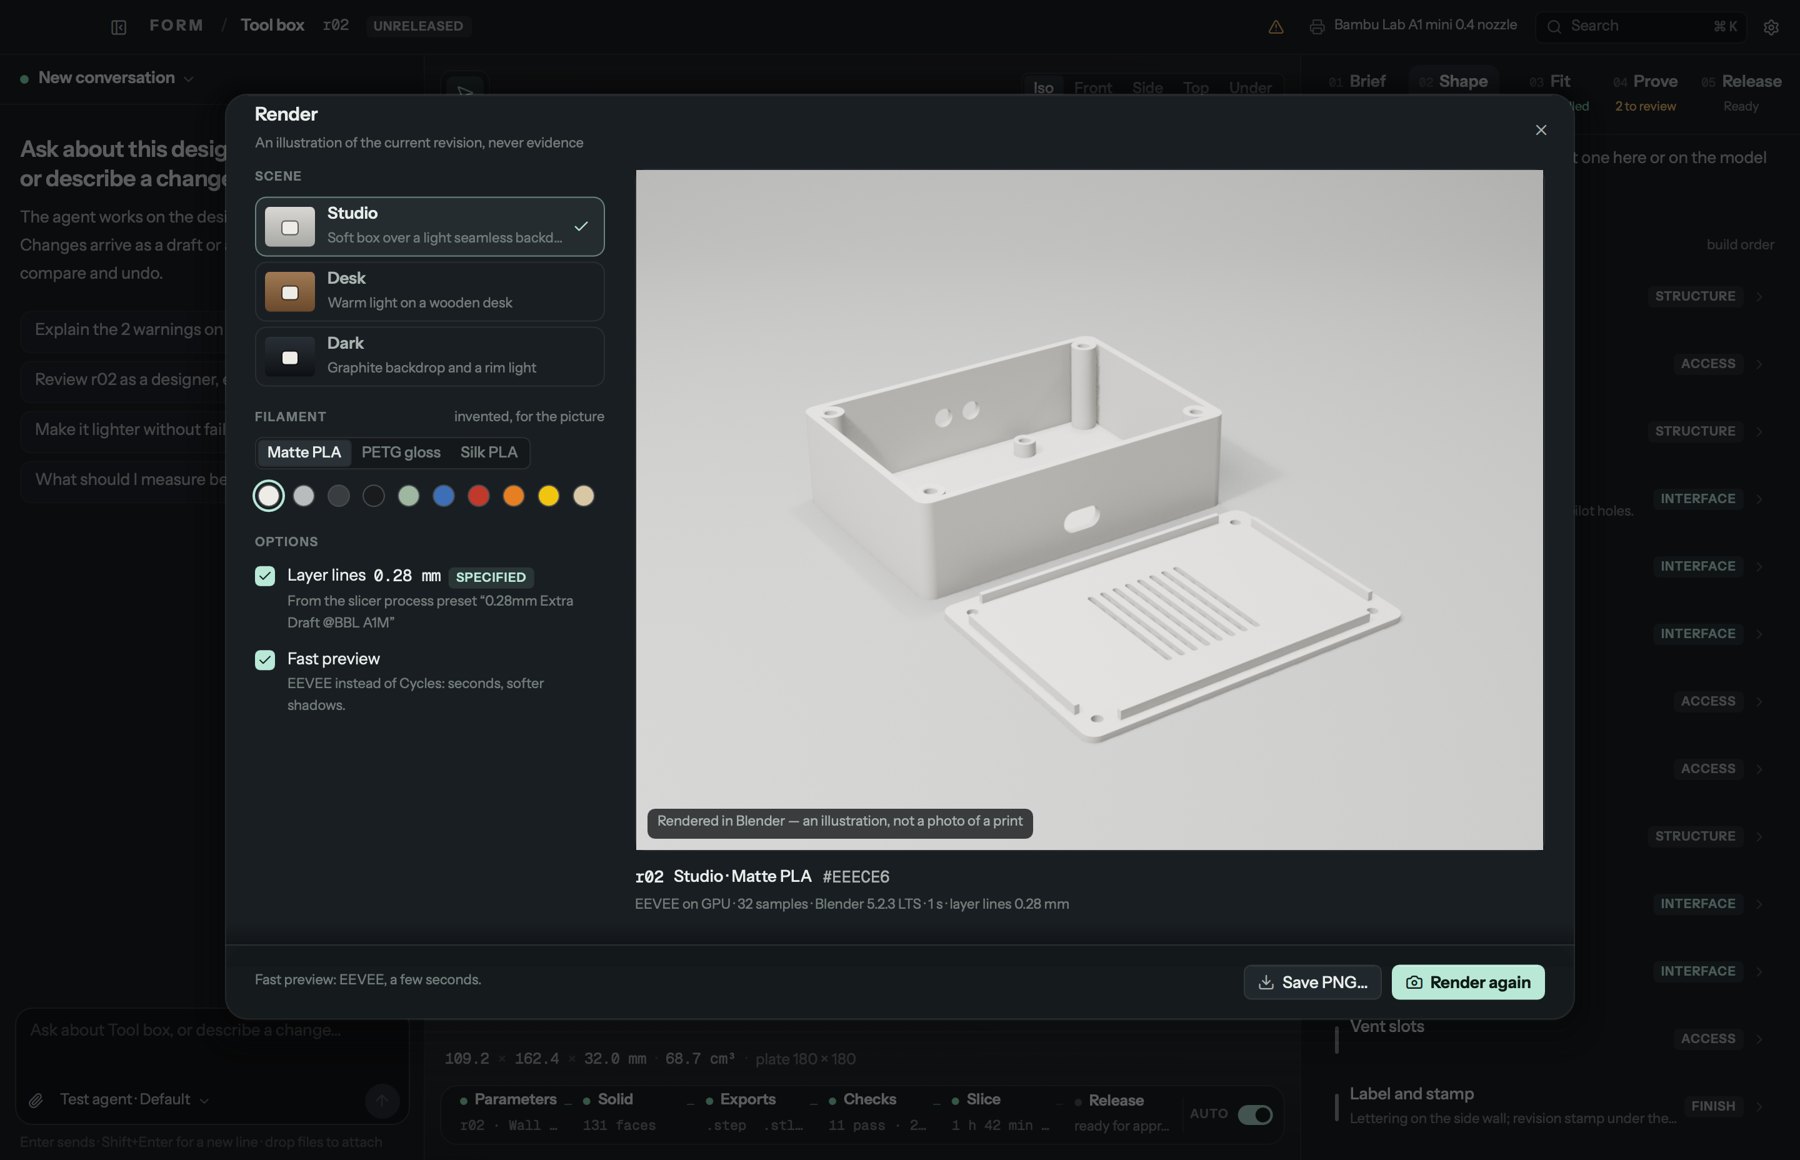 FORM / Tool box r02 UNRELEASED
Bambu Lab A1 mini 0.4 nozzle
Search ⌘ K
New conversation
Iso Front Side Top Under
01 Brief
02 Shape
03 Fit
04 Prove
05 Release
2 to review
Ready
Ask about this desig
or describe a change
The agent works on the desi
Changes arrive as a draft or
compare and undo.
Explain the 2 warnings on
Review r02 as a designer,
Make it lighter without fail
What should I measure be
Render
An illustration of the current revision, never evidence
SCENE
Studio
Soft box over a light seamless backd...
Desk
Warm light on a wooden desk
Dark
Graphite backdrop and a rim light
FILAMENT
invented, for the picture
Matte PLA PETG gloss Silk PLA
OPTIONS
Layer lines 0.28 mm SPECIFIED
From the slicer process preset “0.28mm Extra
Draft @BBL A1M”
Fast preview
EEVEE instead of Cycles: seconds, softer
shadows.
Rendered in Blender — an illustration, not a photo of a print
r02 Studio · Matte PLA #EEECE6
EEVEE on GPU · 32 samples · Blender 5.2.3 LTS · 1 s · layer lines 0.28 mm
Fast preview: EEVEE, a few seconds.
Save PNG...
Render again
one here or on the model
build order
STRUCTURE
ACCESS
STRUCTURE
INTERFACE
ilot holes.
INTERFACE
INTERFACE
ACCESS
ACCESS
STRUCTURE
INTERFACE
INTERFACE
Vent slots
ACCESS
Label and stamp
Lettering on the side wall; revision stamp under the...
FINISH
Ask about Tool box, or describe a change...
Test agent · Default
Enter sends · Shift+Enter for a new line · drop files to attach
109.2 × 162.4 × 32.0 mm · 68.7 cm³ · plate 180 × 180
Parameters
r02 · Wall …
Solid
131 faces
Exports
.step .stl…
Checks
11 pass · 2…
Slice
1 h 42 min …
Release
ready for appr...
AUTO